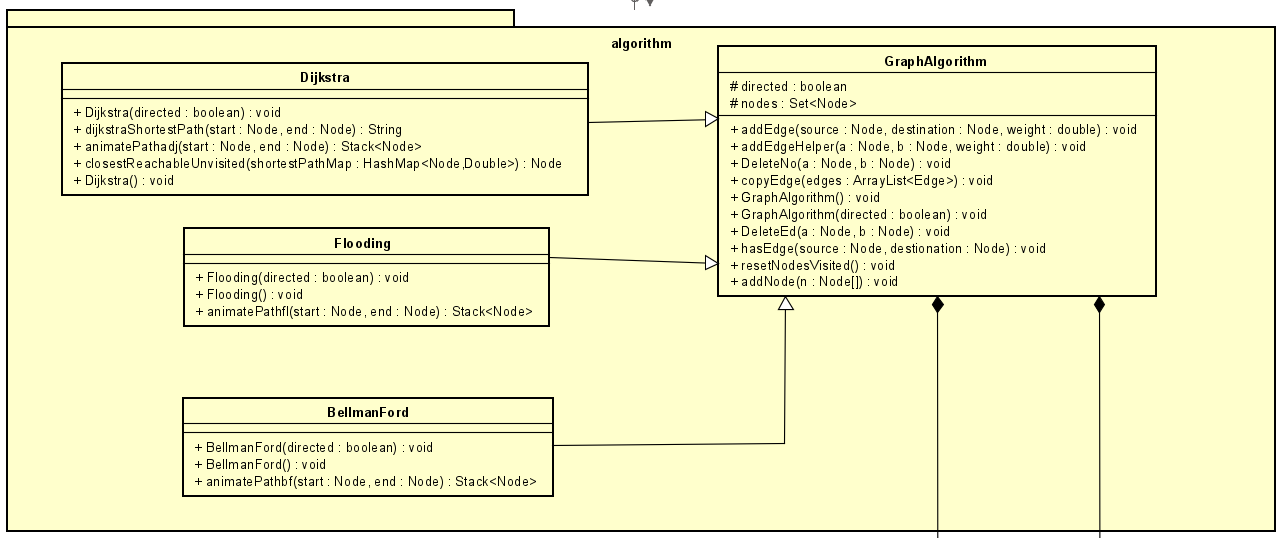 algorithm
Dijkstra
+ Dijkstra(directed : boolean) : void
+ dijkstraShortestPath(start : Node, end : Node) : String
+ animatePathadj(start : Node, end : Node) : Stack<Node>
+ closestReachableUnvisited(shortestPathMap : HashMap<Node,Double>) : Node
+ Dijkstra() : void
GraphAlgorithm
# directed : boolean
# nodes : Set<Node>
+ addEdge(source : Node, destination : Node, weight : double) : void
+ addEdgeHelper(a : Node, b : Node, weight : double) : void
+ DeleteNo(a : Node, b : Node) : void
+ copyEdge(edges : ArrayList<Edge>) : void
+ GraphAlgorithm() : void
+ GraphAlgorithm(directed : boolean) : void
+ DeleteEd(a : Node, b : Node) : void
+ hasEdge(source : Node, destionation : Node) : void
+ resetNodesVisited() : void
+ addNode(n : Node[]) : void
Flooding
+ Flooding(directed : boolean) : void
+ Flooding() : void
+ animatePathfl(start : Node, end : Node) : Stack<Node>
BellmanFord
+ BellmanFord(directed : boolean) : void
+ BellmanFord() : void
+ animatePathbf(start : Node, end : Node) : Stack<Node>